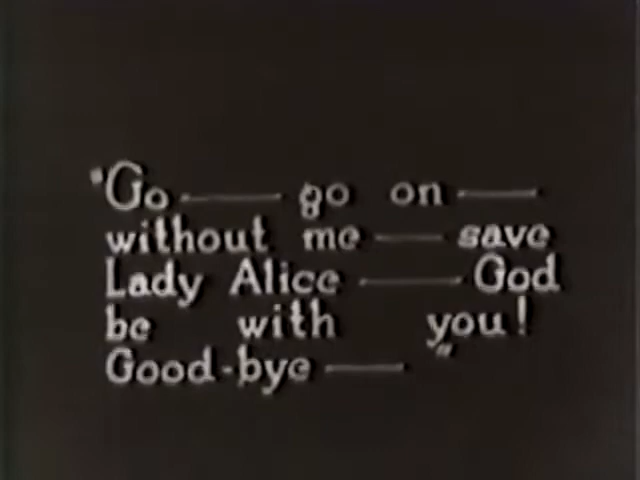 "Go —— go on ——
without me —— save
Lady Alice —— God
be with you!
Good-bye —— "